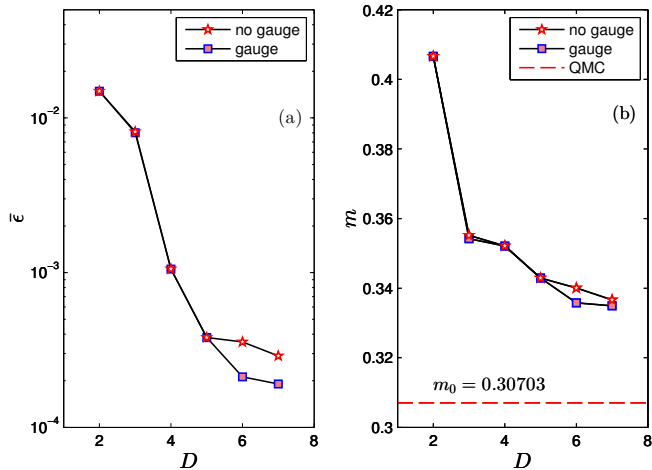 no gauge
gauge
(a)
10⁻²
10⁻³
10⁻⁴
ε̄
2 4 6 8
D
0.42
0.4
0.38
0.36
0.34
0.32
0.3
m
no gauge
gauge
QMC
(b)
m₀ = 0.30703
2 4 6 8
D